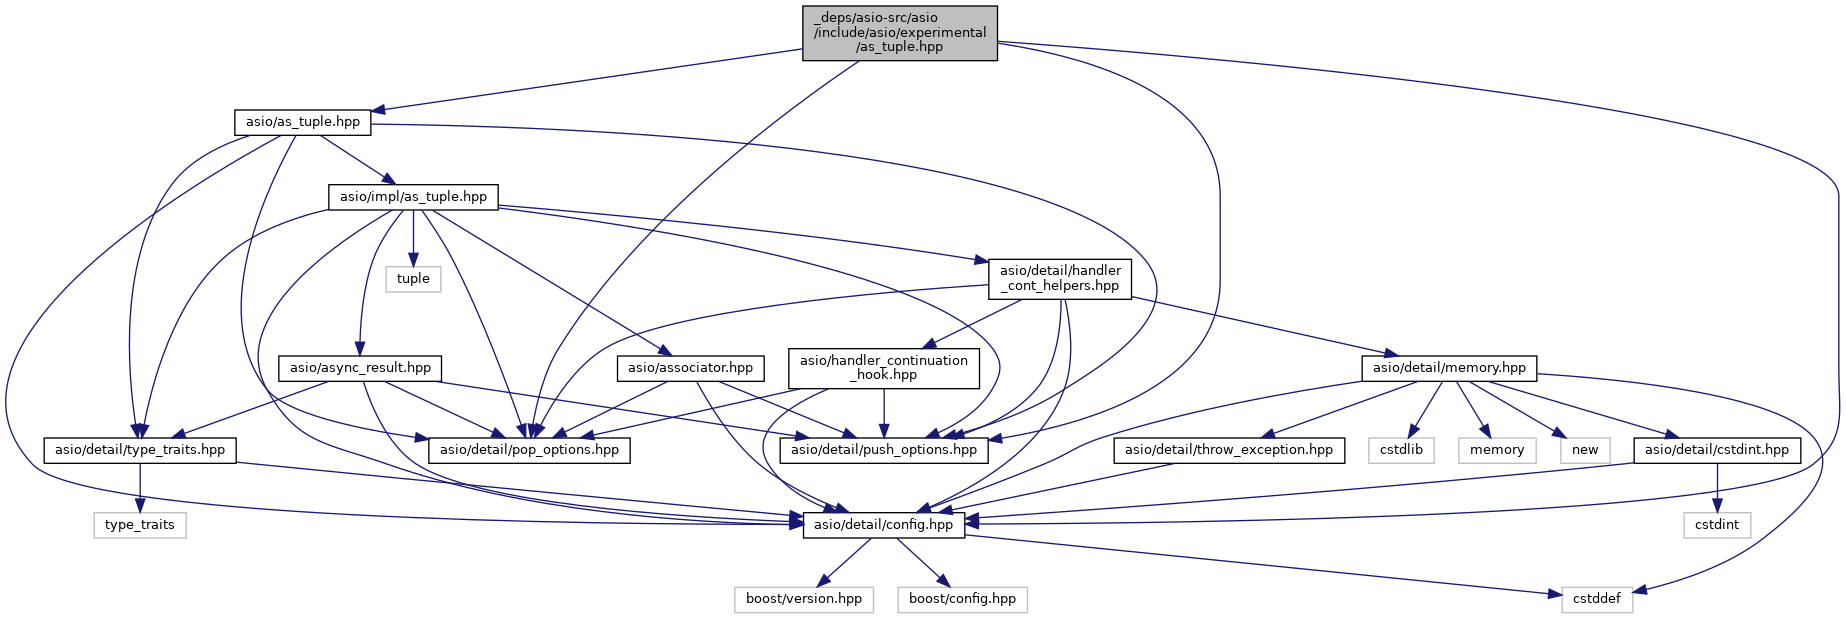 _deps/asio-src/asio
/include/asio/experimental
/as_tuple.hpp
asio/as_tuple.hpp
asio/impl/as_tuple.hpp
tuple
asio/detail/handler
_cont_helpers.hpp
asio/async_result.hpp
asio/associator.hpp
asio/handler_continuation
_hook.hpp
asio/detail/memory.hpp
asio/detail/type_traits.hpp
asio/detail/pop_options.hpp
asio/detail/push_options.hpp
asio/detail/throw_exception.hpp
cstdlib
memory
new
asio/detail/cstdint.hpp
type_traits
asio/detail/config.hpp
cstdint
boost/version.hpp
boost/config.hpp
cstddef